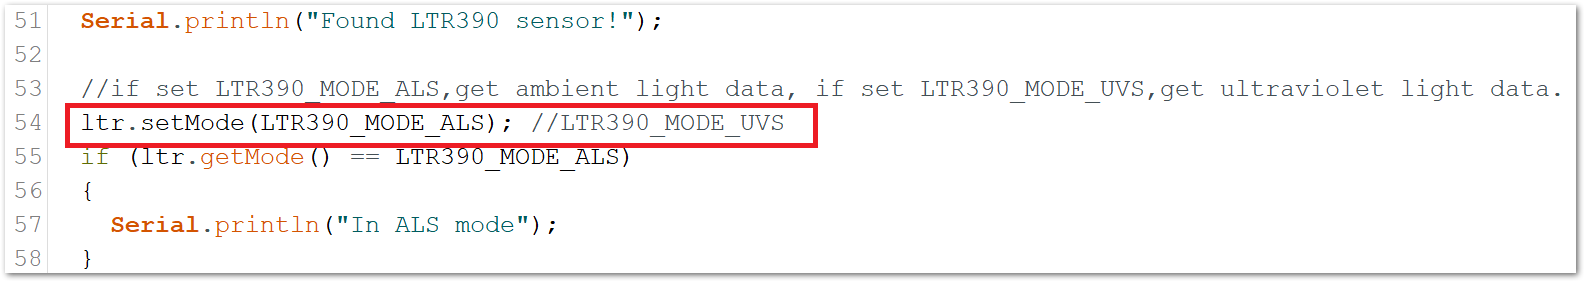 51 Serial.println("Found LTR390 sensor!");
52
53 //if set LTR390_MODE_ALS,get ambient light data, if set LTR390_MODE_UVS,get ultraviolet light data.
54 ltr.setMode(LTR390_MODE_ALS); //LTR390_MODE_UVS
55 if (ltr.getMode() == LTR390_MODE_ALS)
56 {
57 Serial.println("In ALS mode");
58 }